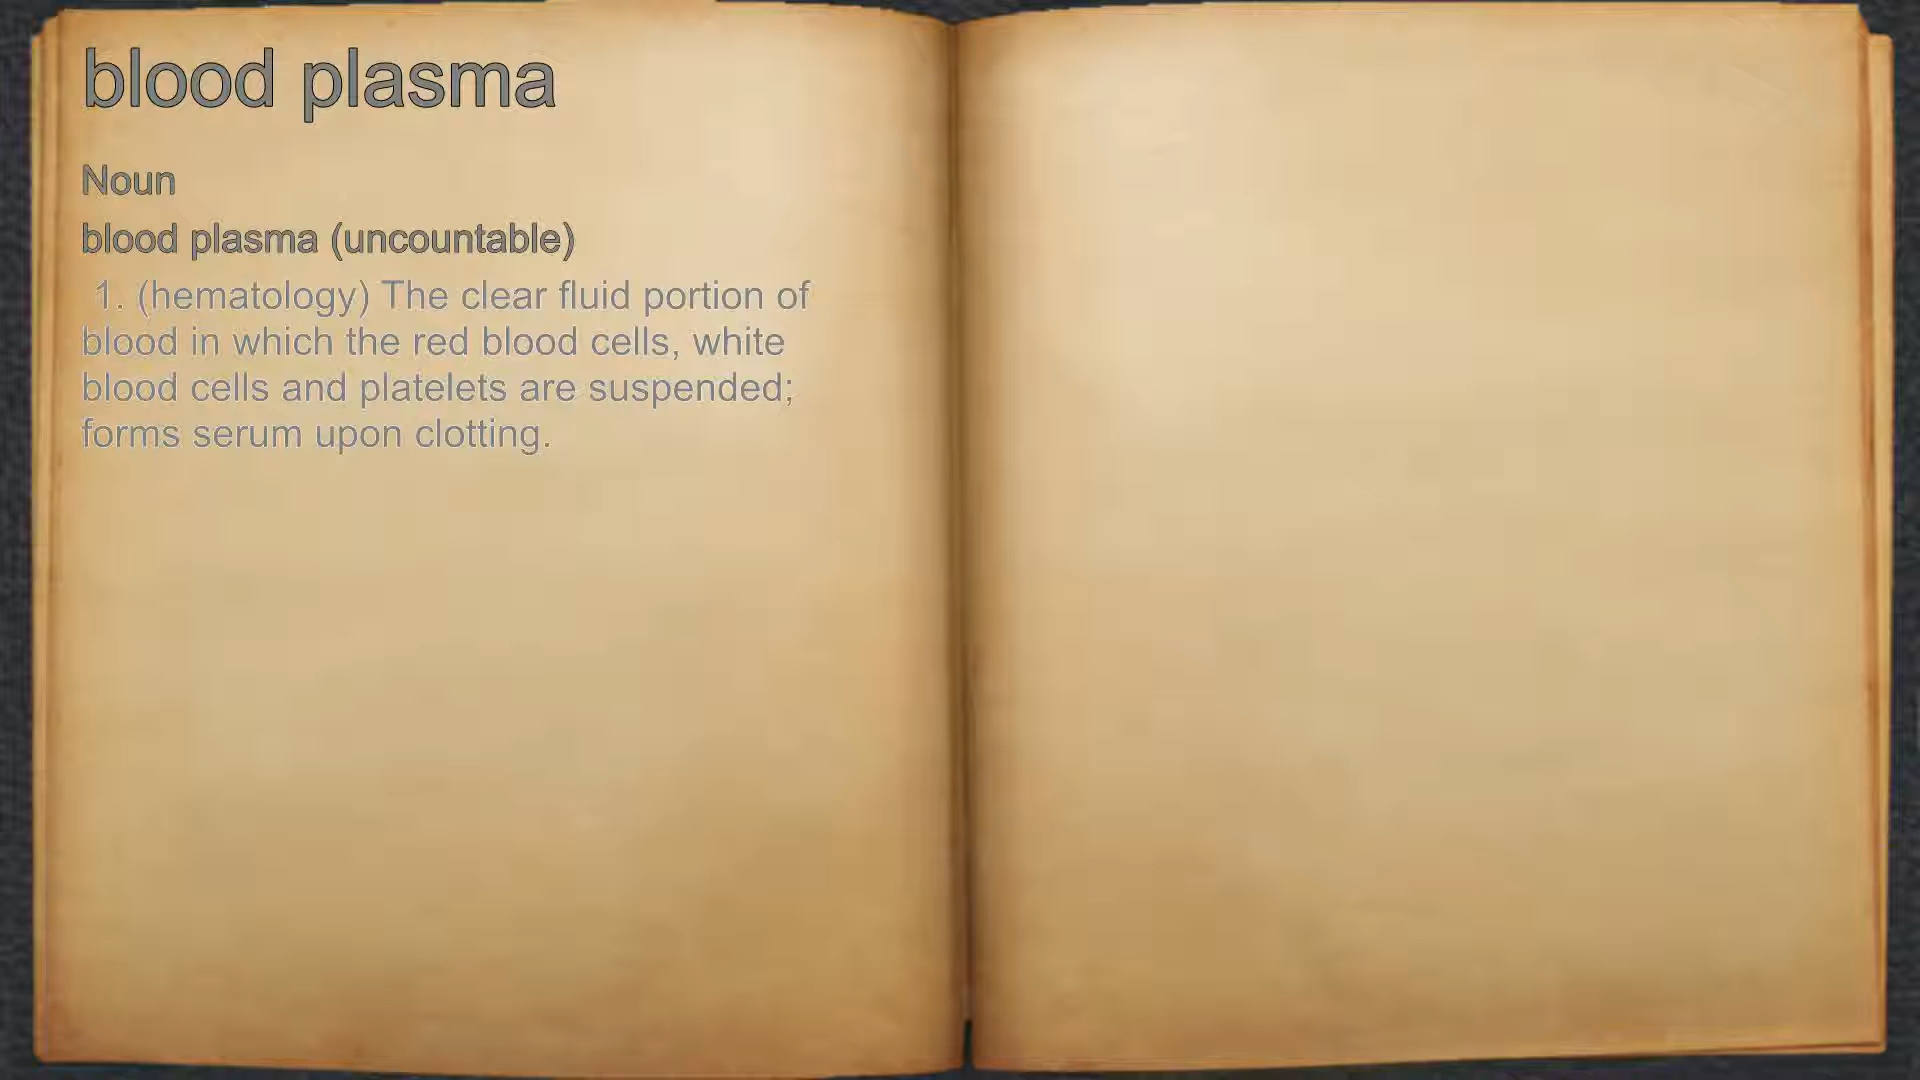 blood plasma
Noun
blood plasma (uncountable)
1. (hematology) The clear fluid portion of
blood in which the red blood cells, white
blood cells and platelets are suspended;
forms serum upon clotting.